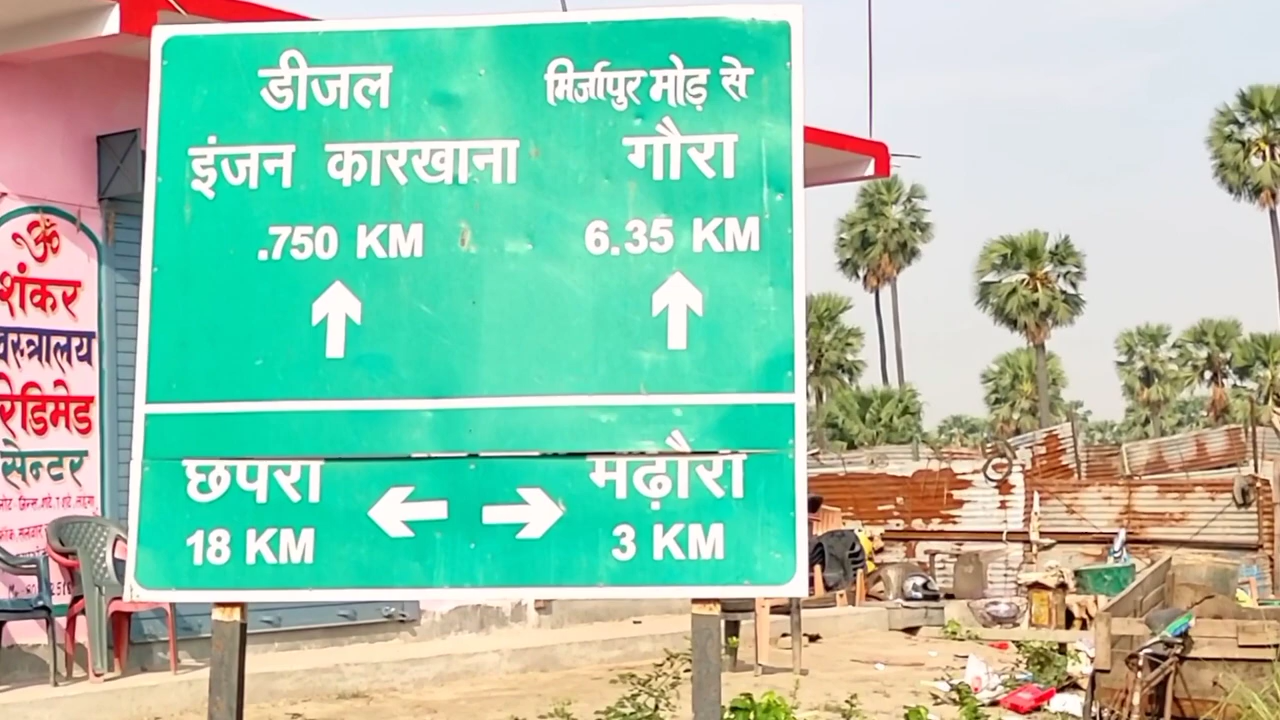 डीजल
इंजन कारखाना
.750 KM
मिर्जापुर मोड़ से
गौरा
6.35 KM
छपरा
18 KM
मढ़ौरा
3 KM
ॐ
शंकर
वस्त्रालय
रेडिमेड
सेन्टर